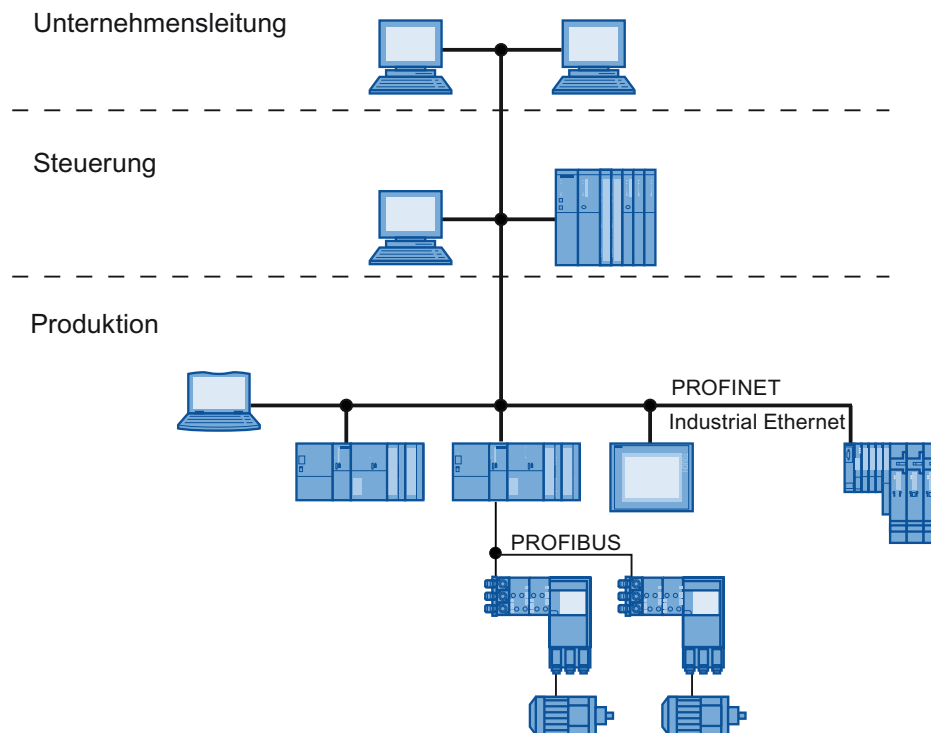 Unternehmensleitung
Steuerung
Produktion
PROFINET
Industrial Ethernet
PROFIBUS